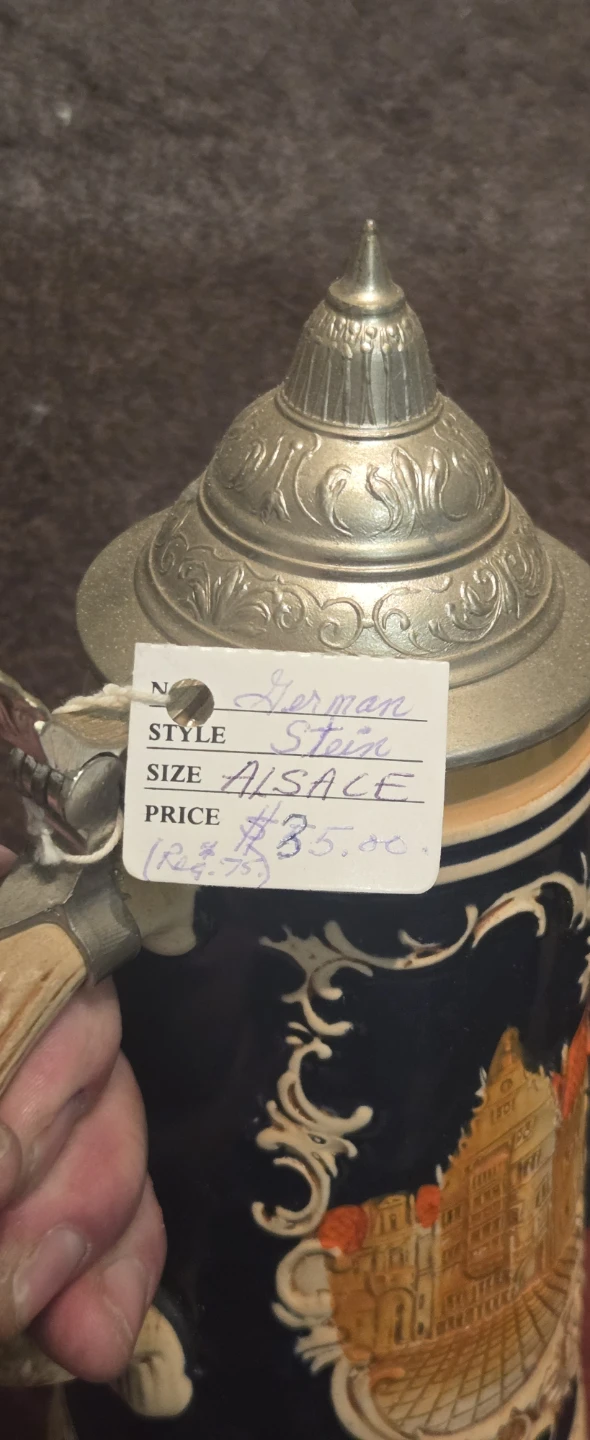 N German
STYLE Stein
SIZE AlSACE
PRICE $35.00
(Reg. $75.)